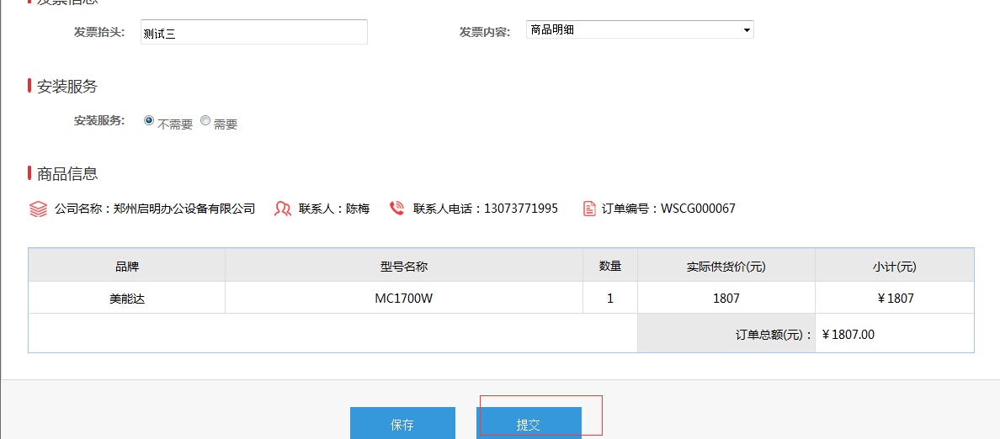 发票信息
发票抬头: 测试三 发票内容: 商品明细
安装服务
安装服务: 不需要 需要
商品信息
公司名称：郑州启明办公设备有限公司 联系人：陈梅 联系人电话：13073771995 订单编号：WSCG000067
品牌 型号名称 数量 实际供货价(元) 小计(元)
美能达 MC1700W 1 1807 ￥1807
订单总额(元)： ￥1807.00
保存 提交